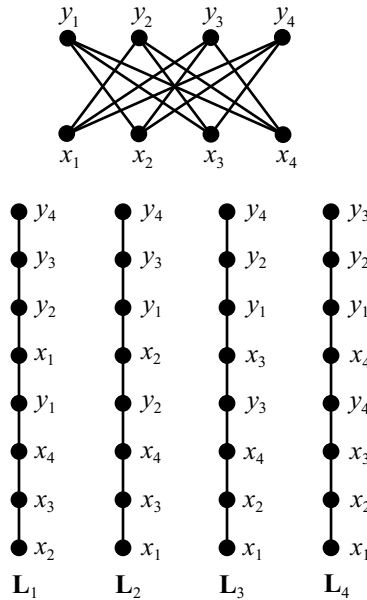 y₁ y₂ y₃ y₄
x₁ x₂ x₃ x₄
y₄ y₄ y₄ y₃
y₃ y₃ y₂ y₂
y₂ y₁ y₁ y₁
x₁ x₂ x₃ x₄
y₁ y₂ y₃ y₄
x₄ x₄ x₄ x₃
x₃ x₃ x₂ x₂
x₂ x₁ x₁ x₁
L₁ L₂ L₃ L₄